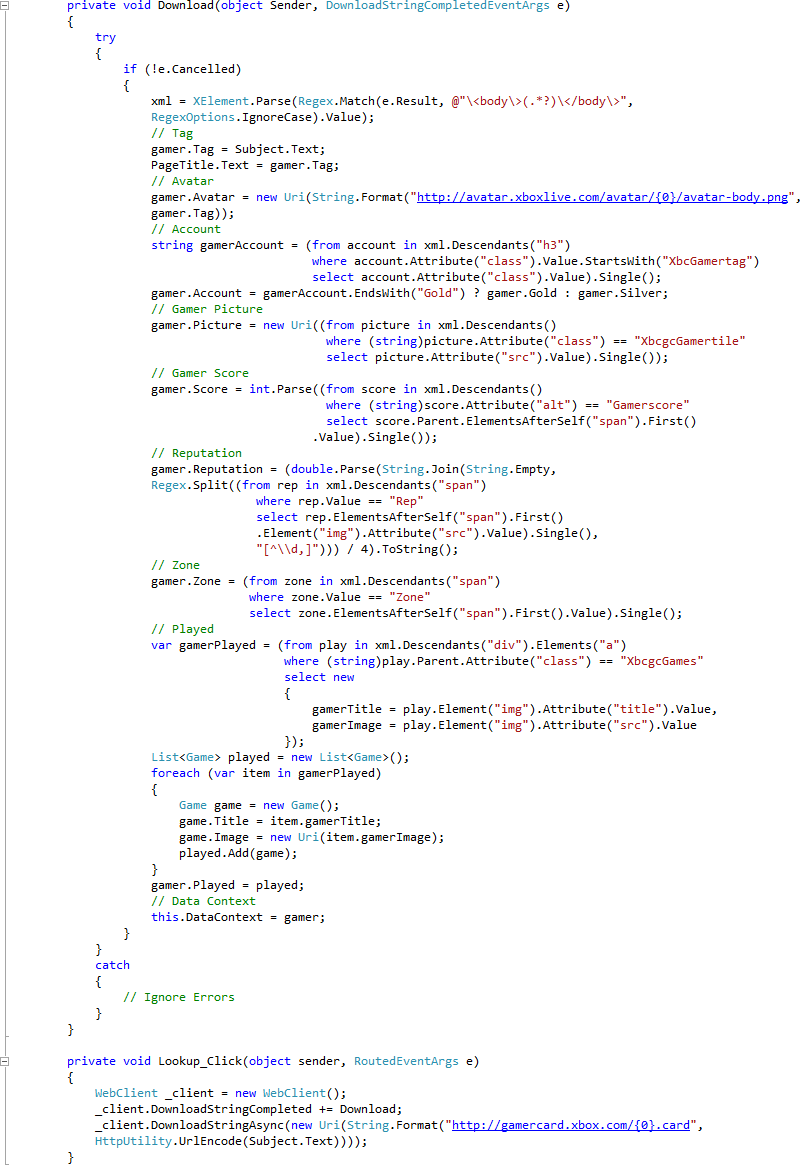 private void Download(object Sender, DownloadStringCompletedEventArgs e)
{
try
{
if (!e.Cancelled)
{
xml = XElement.Parse(Regex.Match(e.Result, @"\<body\>(.*?)\</body\>",
RegexOptions.IgnoreCase).Value);
// Tag
gamer.Tag = Subject.Text;
PageTitle.Text = gamer.Tag;
// Avatar
gamer.Avatar = new Uri(String.Format("http://avatar.xboxlive.com/avatar/{0}/avatar-body.png",
gamer.Tag));
// Account
string gamerAccount = (from account in xml.Descendants("h3")
where account.Attribute("class").Value.StartsWith("XbcGamertag")
select account.Attribute("class").Value).Single();
gamer.Account = gamerAccount.EndsWith("Gold") ? gamer.Gold : gamer.Silver;
// Gamer Picture
gamer.Picture = new Uri((from picture in xml.Descendants()
where (string)picture.Attribute("class") == "XbcgcGamertile"
select picture.Attribute("src").Value).Single());
// Gamer Score
gamer.Score = int.Parse((from score in xml.Descendants()
where (string)score.Attribute("alt") == "Gamerscore"
select score.Parent.ElementsAfterSelf("span").First()
.Value).Single());
// Reputation
gamer.Reputation = (double.Parse(String.Join(String.Empty,
Regex.Split((from rep in xml.Descendants("span")
where rep.Value == "Rep"
select rep.ElementsAfterSelf("span").First()
.Element("img").Attribute("src").Value).Single(),
"[^\\d,]"))) / 4).ToString();
// Zone
gamer.Zone = (from zone in xml.Descendants("span")
where zone.Value == "Zone"
select zone.ElementsAfterSelf("span").First().Value).Single();
// Played
var gamerPlayed = (from play in xml.Descendants("div").Elements("a")
where (string)play.Parent.Attribute("class") == "XbcgcGames"
select new
{
gamerTitle = play.Element("img").Attribute("title").Value,
gamerImage = play.Element("img").Attribute("src").Value
});
List<Game> played = new List<Game>();
foreach (var item in gamerPlayed)
{
Game game = new Game();
game.Title = item.gamerTitle;
game.Image = new Uri(item.gamerImage);
played.Add(game);
}
gamer.Played = played;
// Data Context
this.DataContext = gamer;
}
}
catch
{
// Ignore Errors
}
}
private void Lookup_Click(object sender, RoutedEventArgs e)
{
WebClient _client = new WebClient();
_client.DownloadStringCompleted += Download;
_client.DownloadStringAsync(new Uri(String.Format("http://gamercard.xbox.com/{0}.card",
HttpUtility.UrlEncode(Subject.Text))));
}